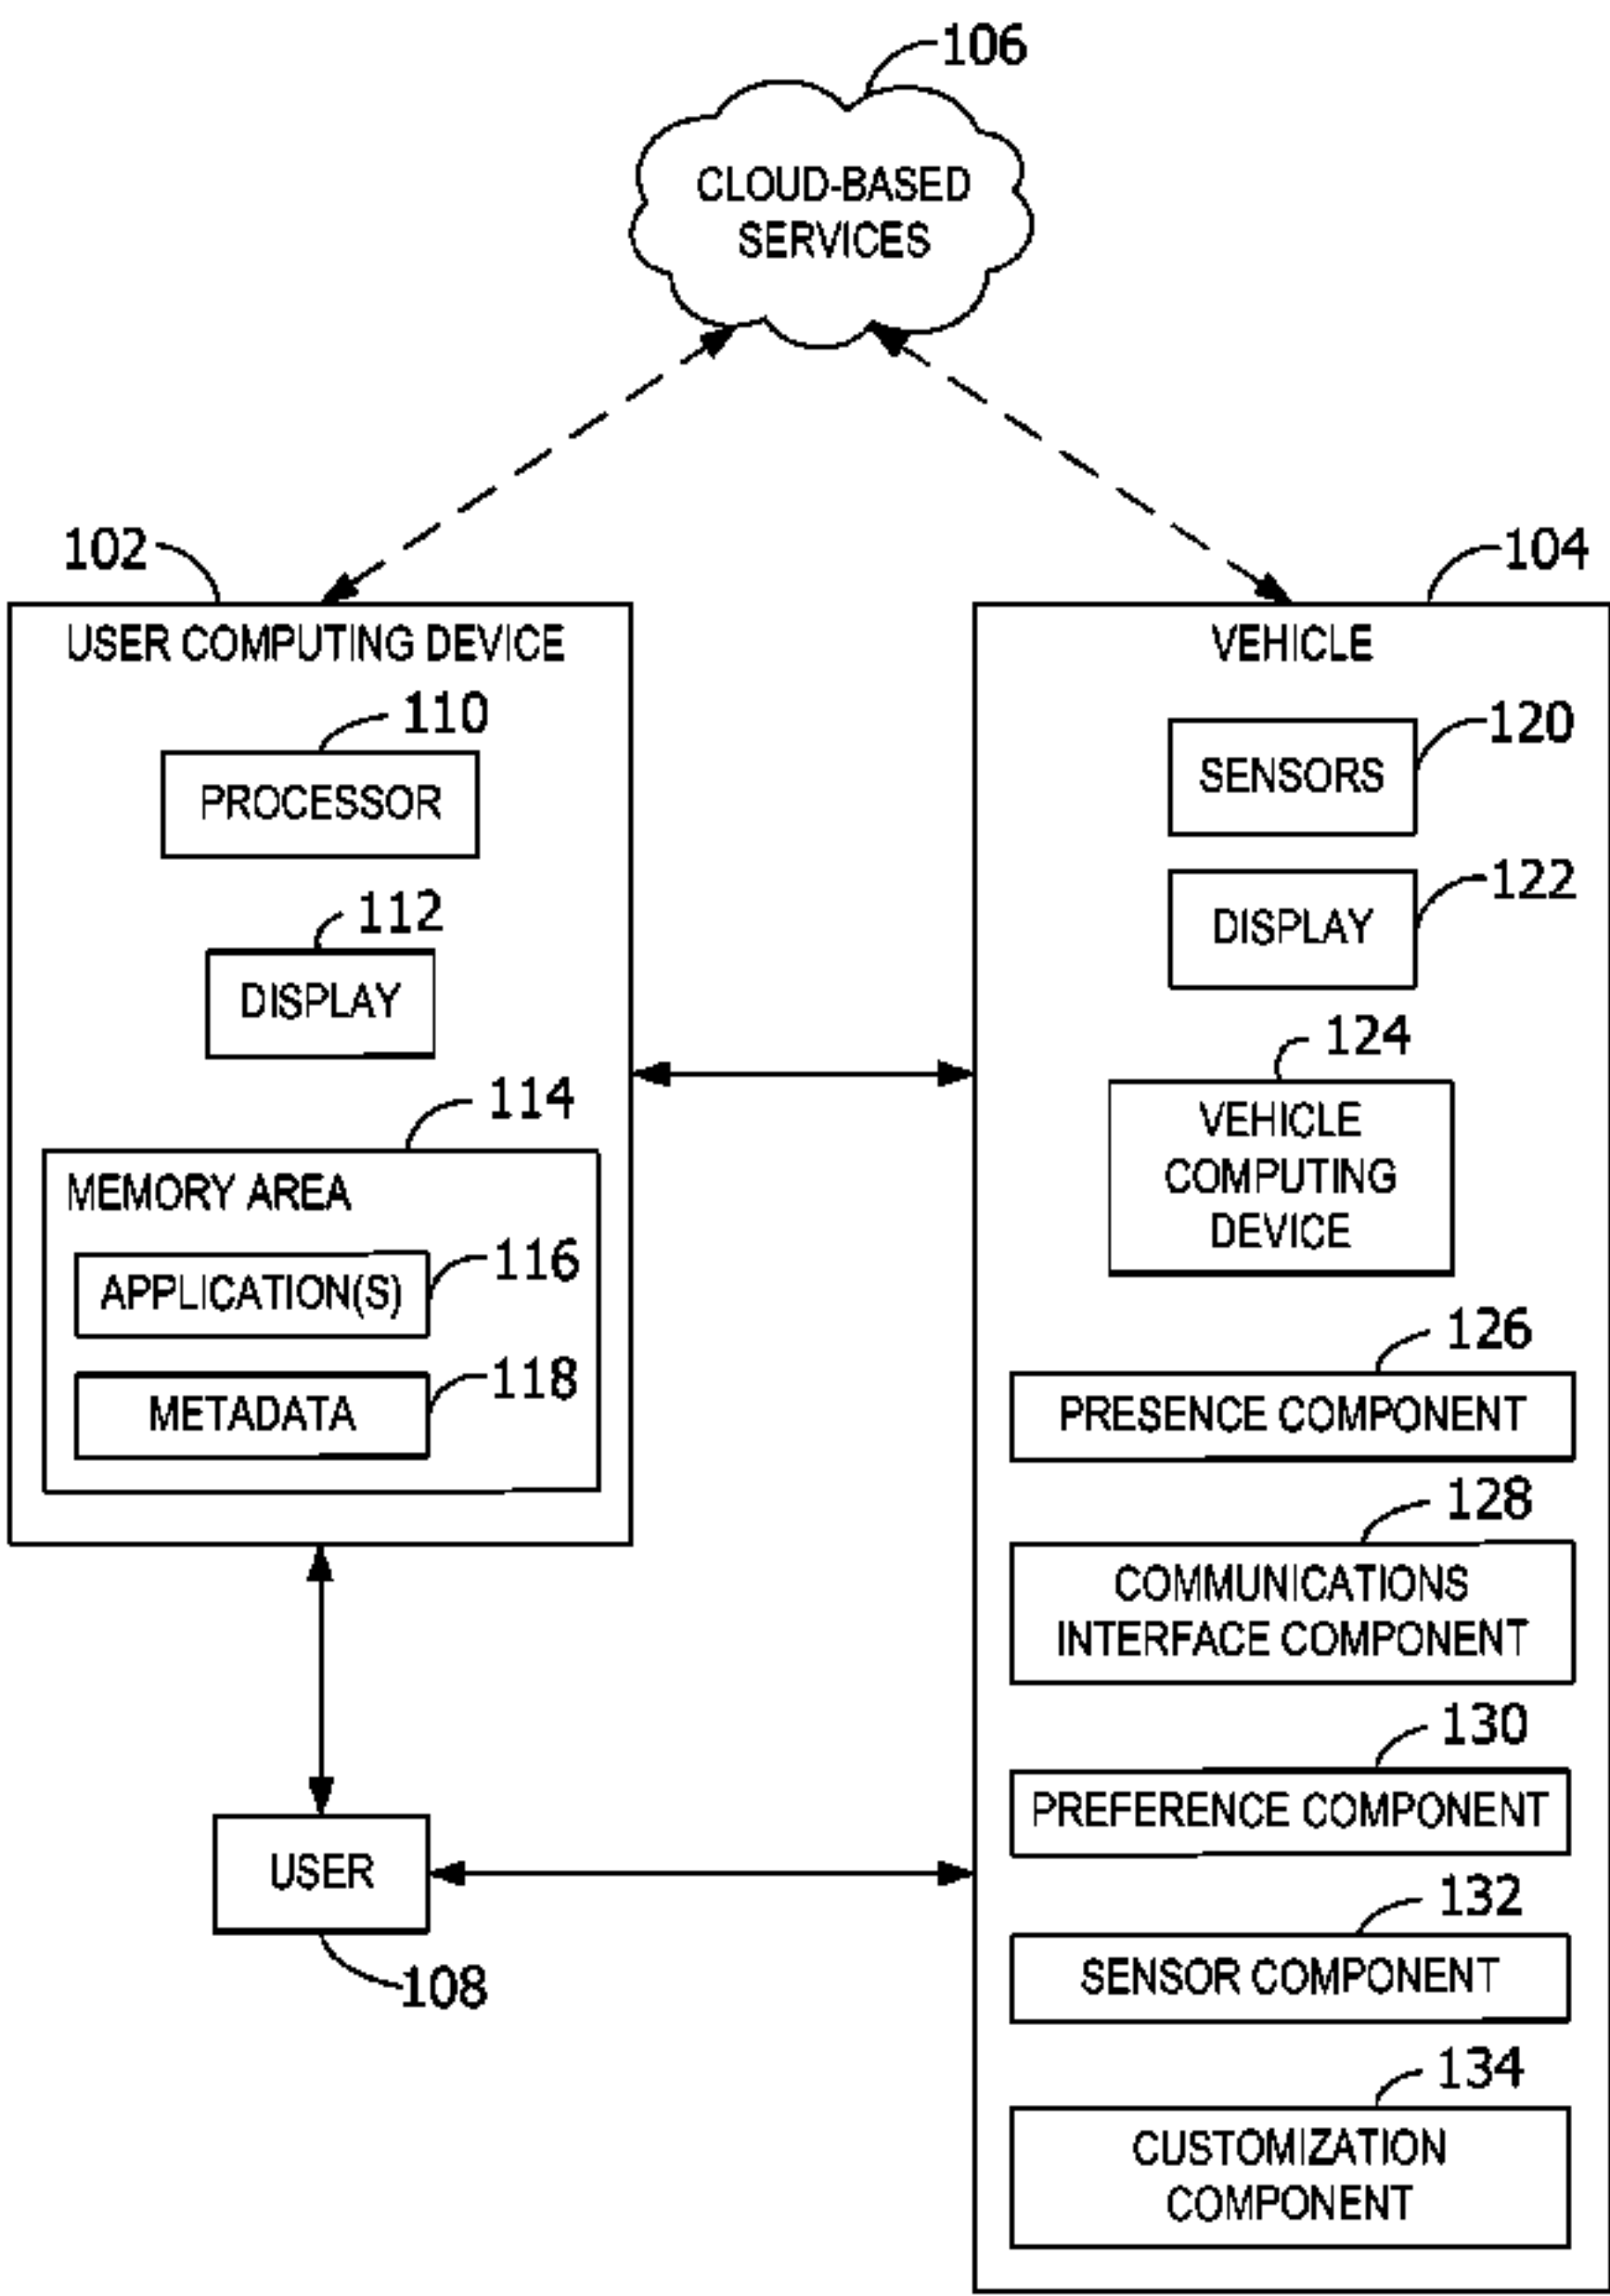 106
CLOUD-BASED
SERVICES
102
USER COMPUTING DEVICE
110
PROCESSOR
112
DISPLAY
114
MEMORY AREA
APPLICATION(S)
116
METADATA
118
USER
108
104
VEHICLE
SENSORS
120
DISPLAY
122
124
VEHICLE
COMPUTING
DEVICE
126
PRESENCE COMPONENT
128
COMMUNICATIONS
INTERFACE COMPONENT
130
PREFERENCE COMPONENT
132
SENSOR COMPONENT
134
CUSTOMIZATION
COMPONENT